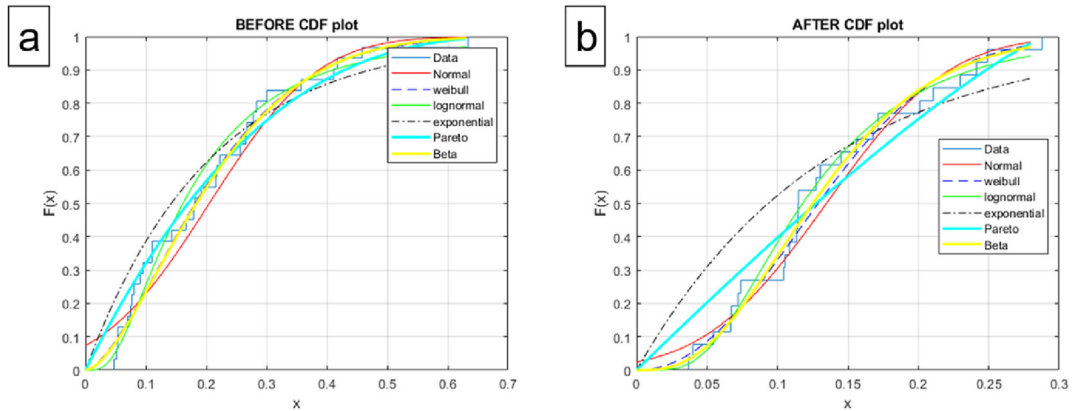 a
BEFORE CDF plot
1
0.9
0.8
0.7
0.6
0.5
0.4
0.3
0.2
0.1
0
F(x)
0 0.1 0.2 0.3 0.4 0.5 0.6 0.7
x
Data
Normal
weibull
lognormal
exponential
Pareto
Beta
b
AFTER CDF plot
1
0.9
0.8
0.7
0.6
0.5
0.4
0.3
0.2
0.1
0
F(x)
0 0.05 0.1 0.15 0.2 0.25 0.3
x
Data
Normal
weibull
lognormal
exponential
Pareto
Beta